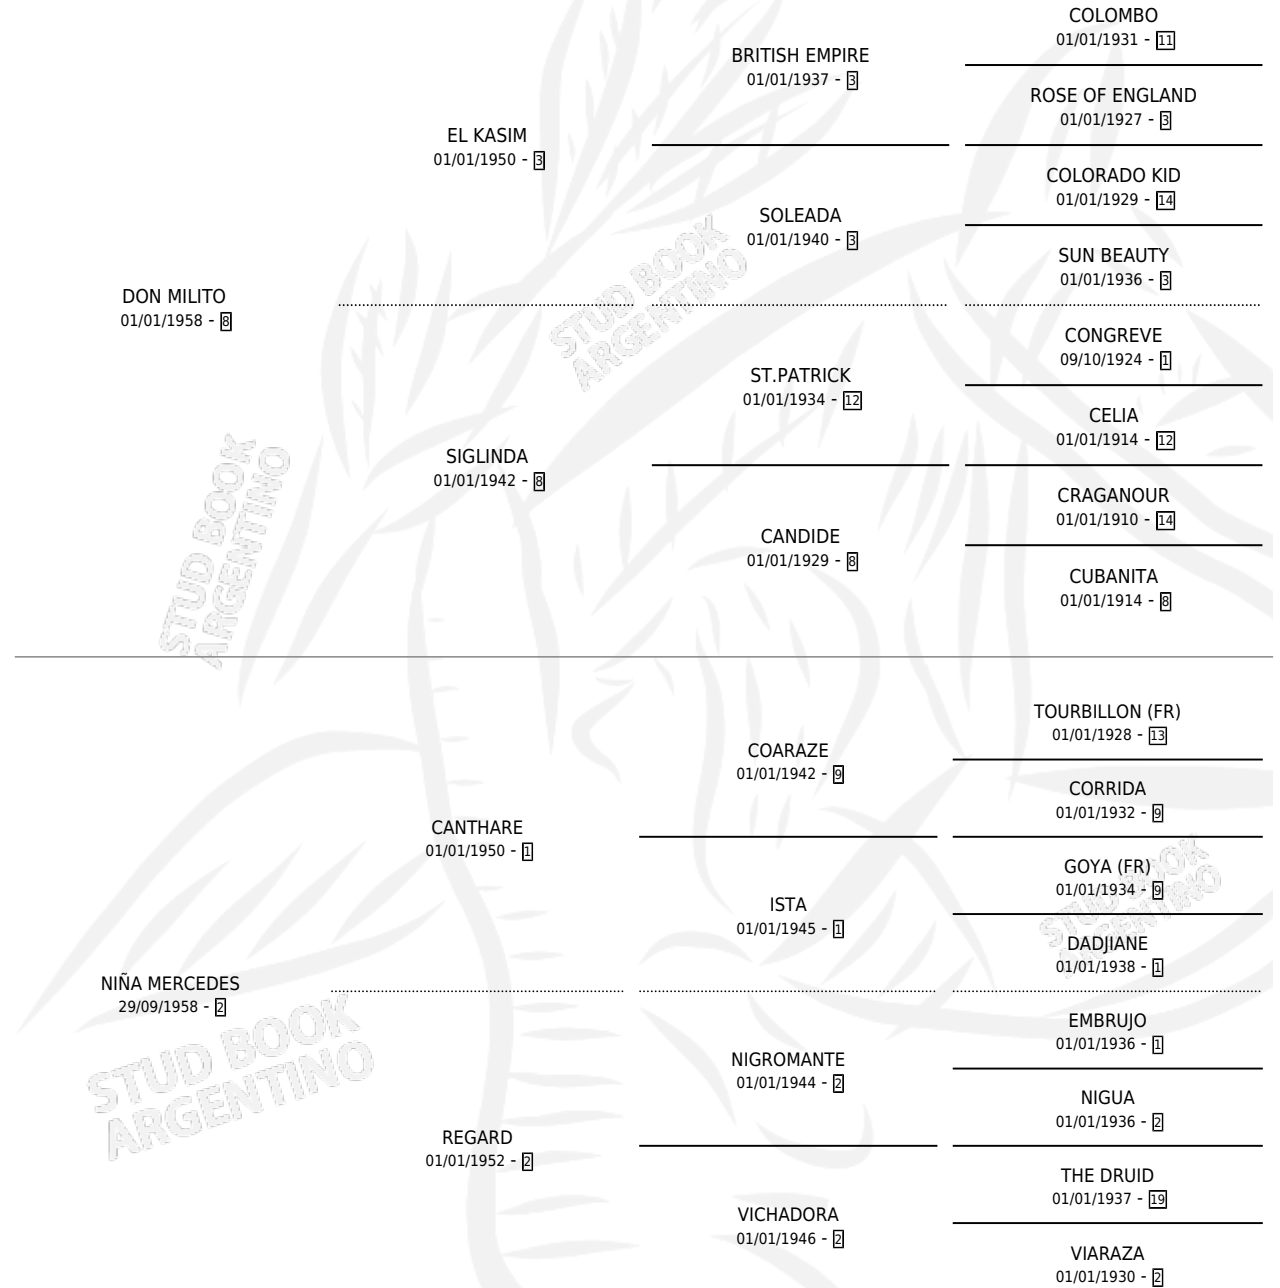 COLOMBO
01/01/1931 - 11
BRITISH EMPIRE
01/01/1937 - 3
ROSE OF ENGLAND
01/01/1927 - 3
EL KASIM
01/01/1950 - 3
COLORADO KID
01/01/1929 - 14
SOLEADA
01/01/1940 - 3
SUN BEAUTY
01/01/1936 - 3
DON MILITO
01/01/1958 - 8
STUD BOOK
ARGENTINO
CONGREVE
09/10/1924 - 1
ST.PATRICK
01/01/1934 - 12
CELIA
01/01/1914 - 12
SIGLINDA
01/01/1942 - 8
CRAGANOUR
01/01/1910 - 14
CANDIDE
01/01/1929 - 8
CUBANITA
01/01/1914 - 8
STUD BOOK
ARGENTINO
TOURBILLON (FR)
01/01/1928 - 13
COARAZE
01/01/1942 - 9
CORRIDA
01/01/1932 - 9
CANTHARE
01/01/1950 - 1
GOYA (FR)
01/01/1934 - 9
ISTA
01/01/1945 - 1
STUD BOOK
ARGENTINO
DADJIANE
01/01/1938 - 1
NIÑA MERCEDES
29/09/1958 - 2
EMBRUJO
01/01/1936 - 1
NIGROMANTE
01/01/1944 - 2
NIGUA
01/01/1936 - 2
STUD BOOK
ARGENTINO
REGARD
01/01/1952 - 2
THE DRUID
01/01/1937 - 19
VICHADORA
01/01/1946 - 2
VIARAZA
01/01/1930 - 2